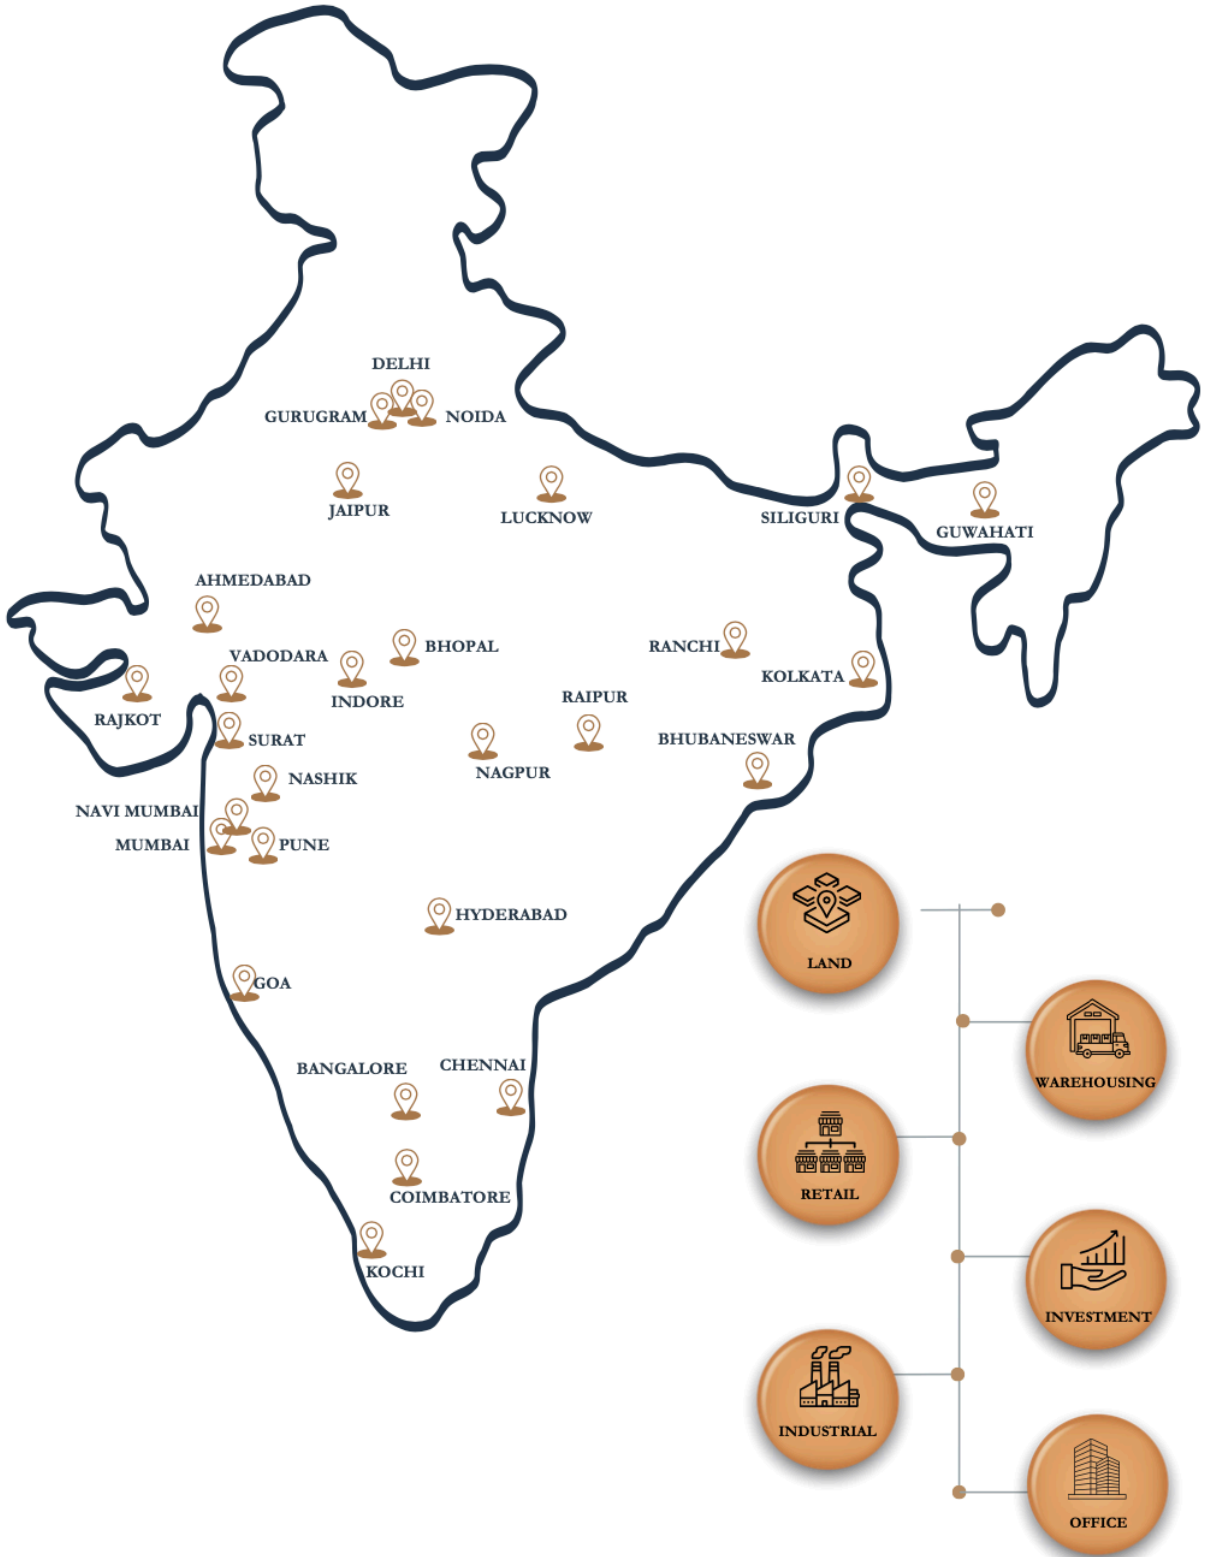 DELHI
GURUGRAM
NOIDA
JAIPUR
LUCKNOW
SILIGURI
GUWAHATI
AHMEDABAD
VADODARA
BHOPAL
RANCHI
KOLKATA
INDORE
RAIPUR
RAJKOT
SURAT
BHUBANESWAR
NAGPUR
NASHIK
NAVI MUMBAI
MUMBAI
PUNE
HYDERABAD
GOA
BANGALORE
CHENNAI
COIMBATORE
KOCHI
LAND
WAREHOUSING
RETAIL
INVESTMENT
INDUSTRIAL
OFFICE